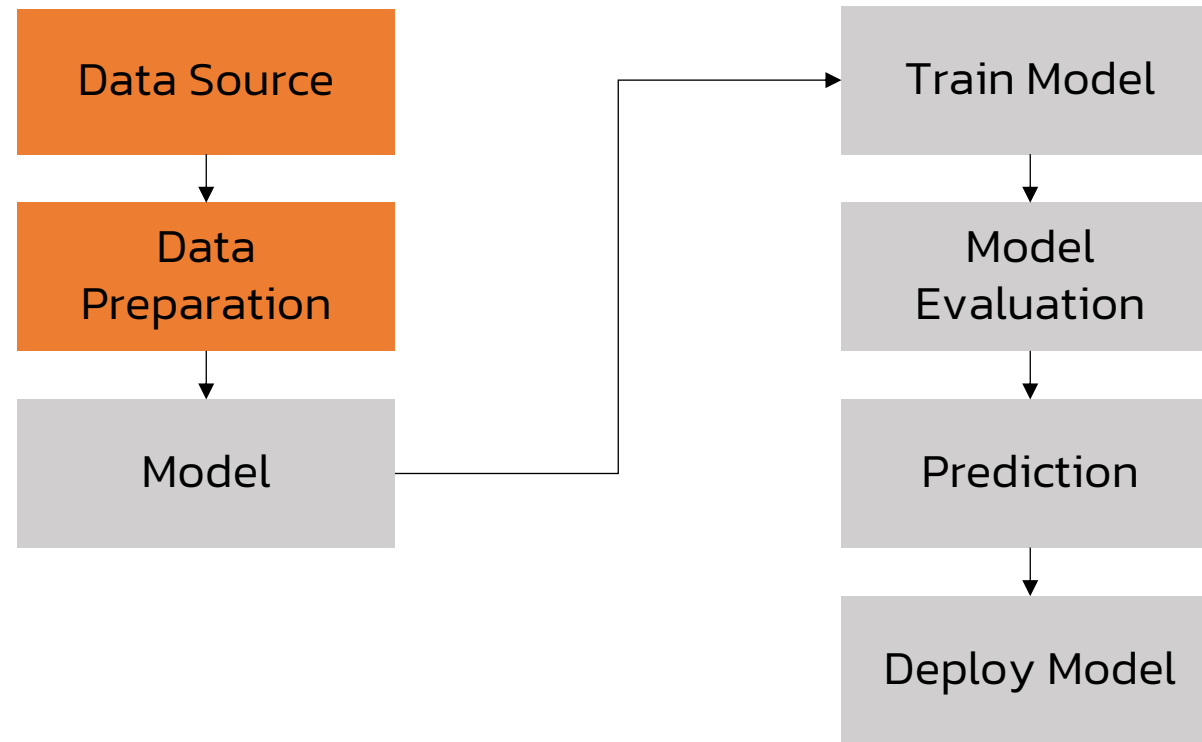 Data Source
Data
Preparation
Model
Train Model
Model
Evaluation
Prediction
Deploy Model